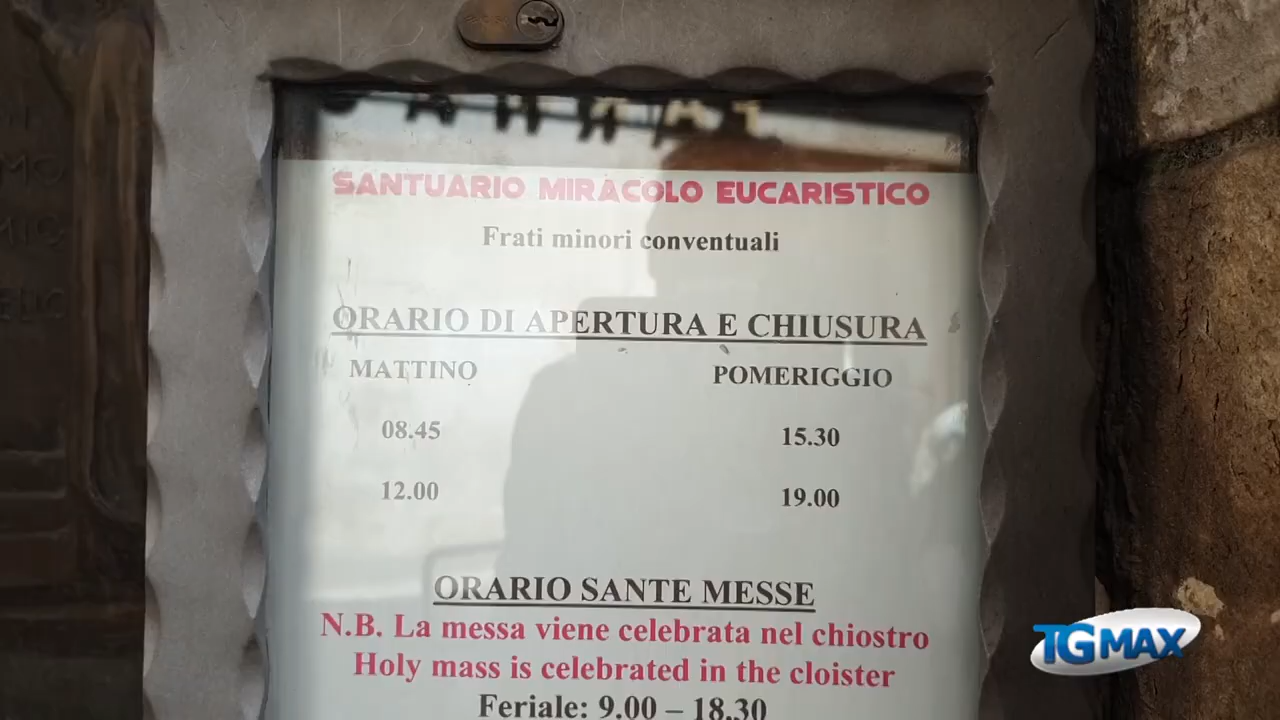 SANTUARIO MIRACOLO EUCARISTICO
Frati minori conventuali
ORARIO DI APERTURA E CHIUSURA
MATTINO POMERIGGIO
08.45 15.30
12.00 19.00
ORARIO SANTE MESSE
N.B. La messa viene celebrata nel chiostro
Holy mass is celebrated in the cloister
Feriale: 9.00 – 18.30
TGMAX